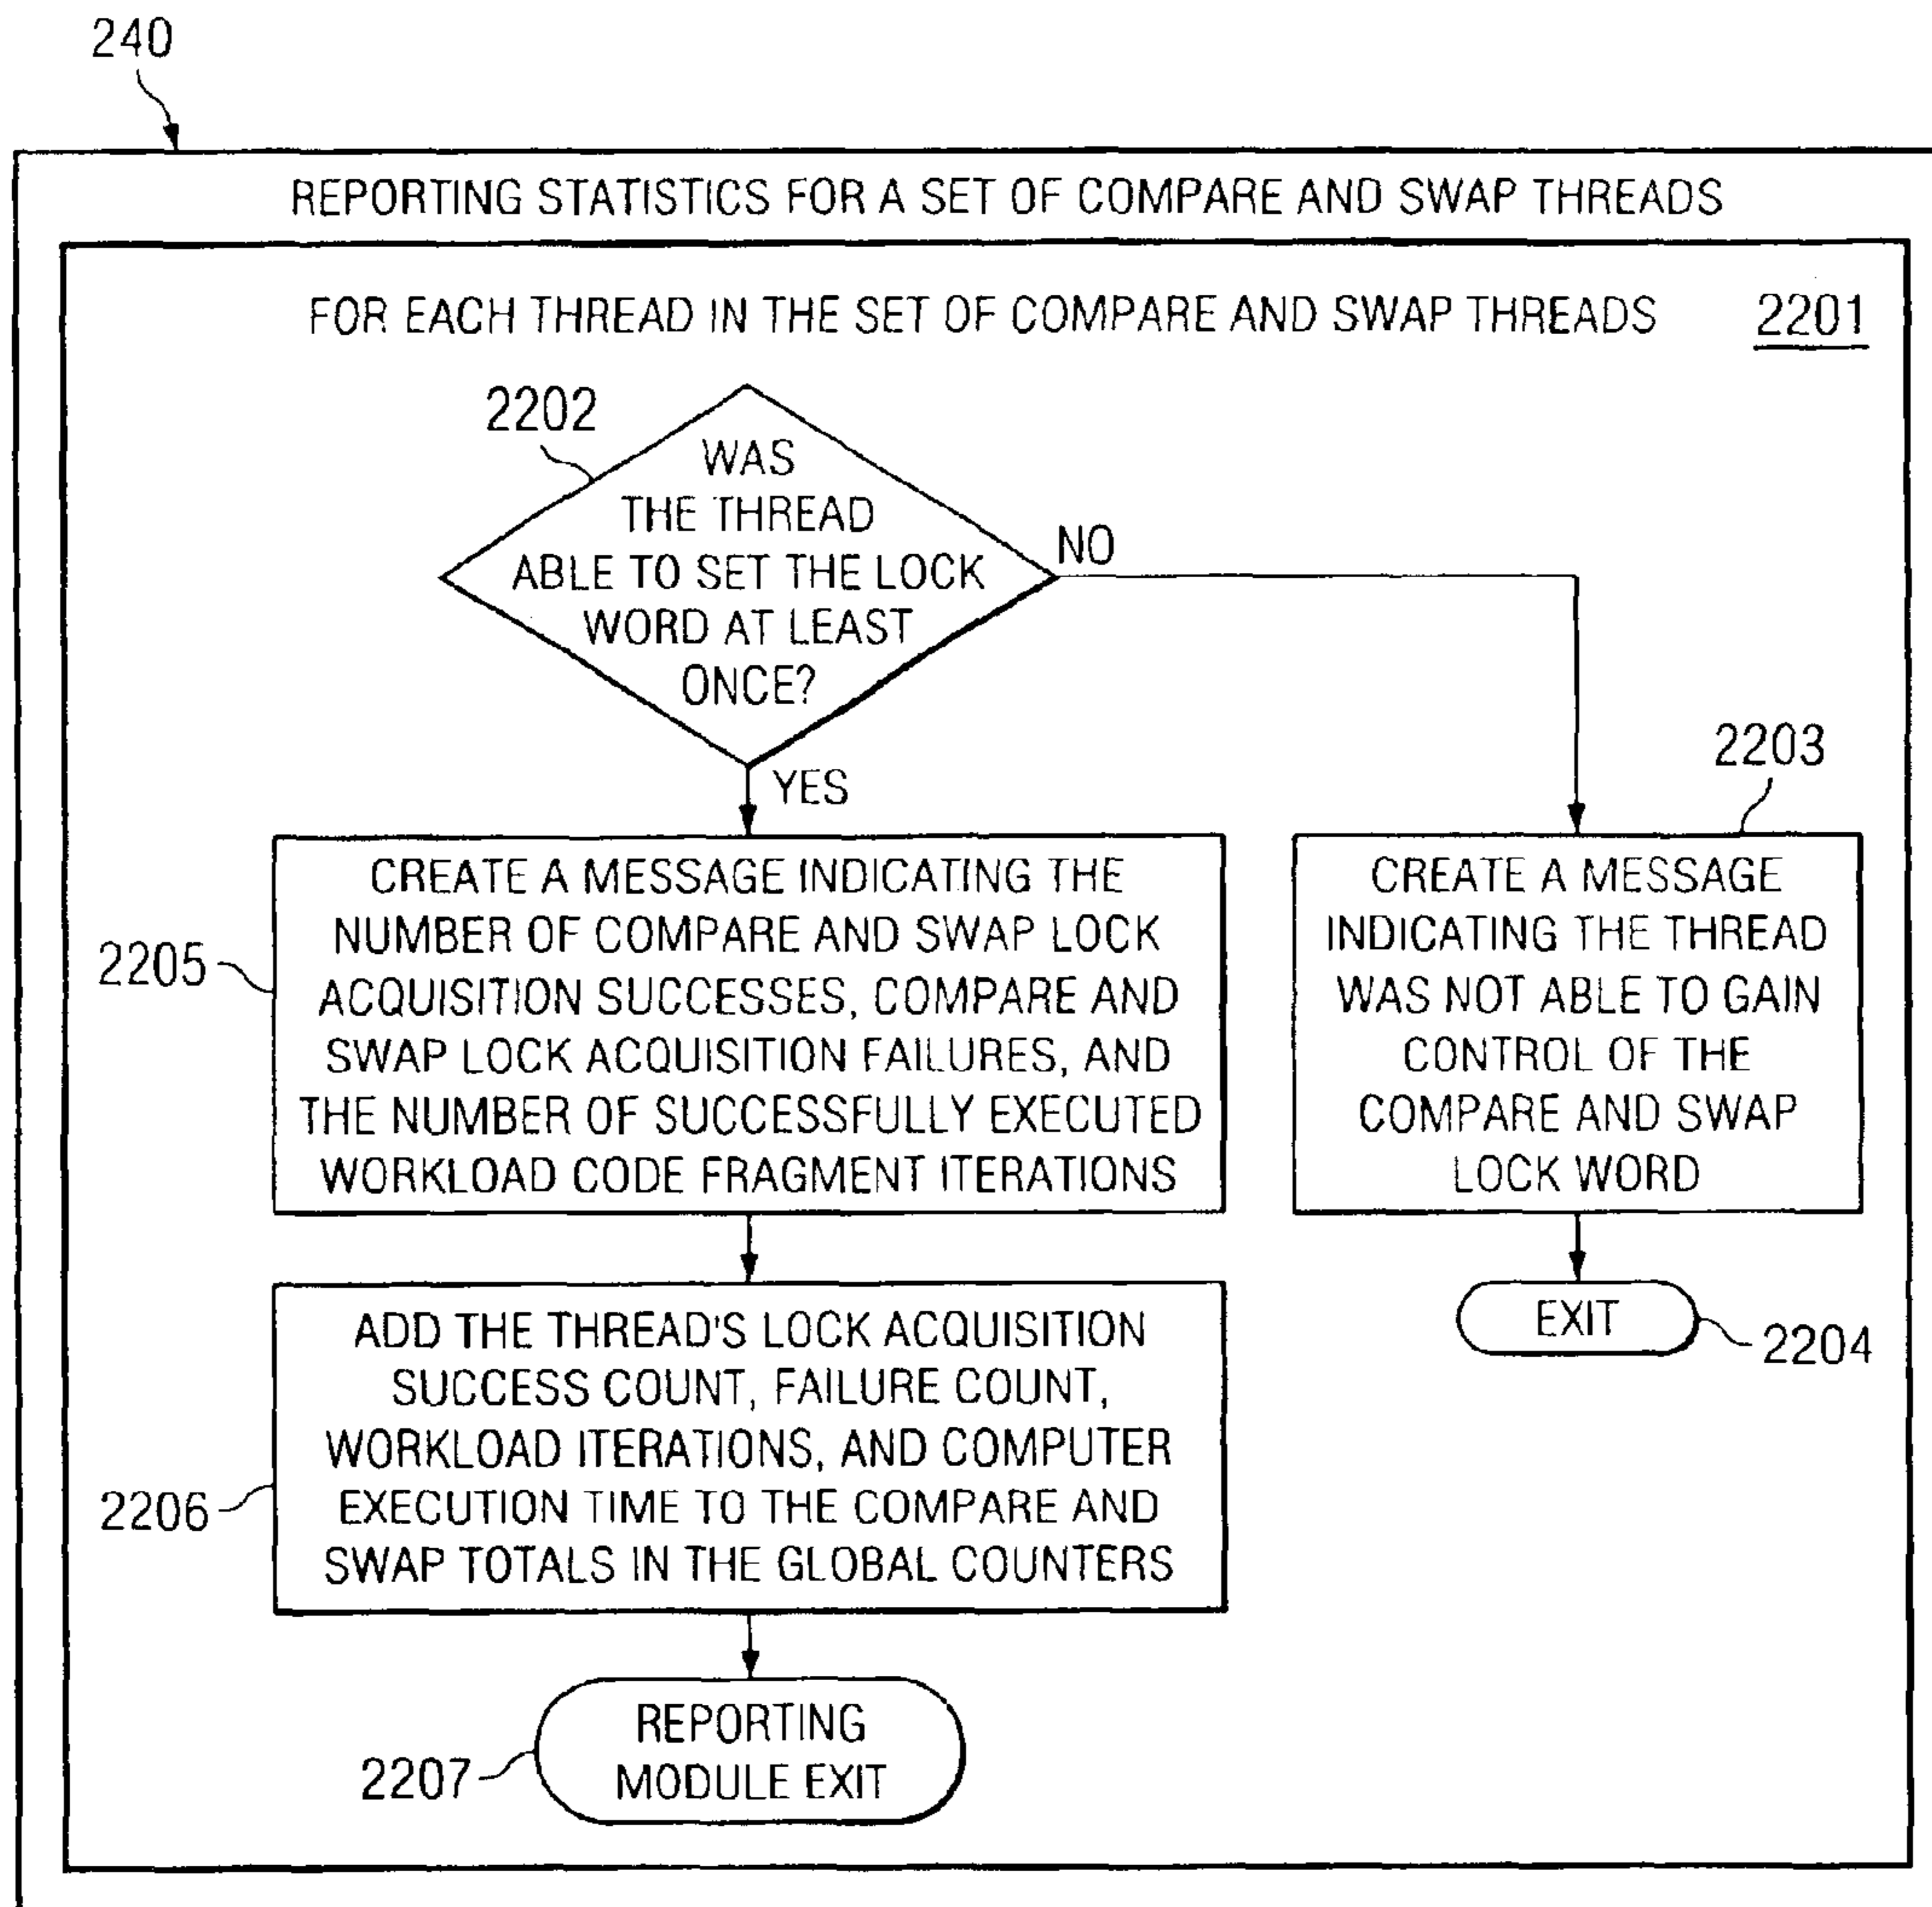 240
REPORTING STATISTICS FOR A SET OF COMPARE AND SWAP THREADS
FOR EACH THREAD IN THE SET OF COMPARE AND SWAP THREADS
2201
2202
WAS
THE THREAD
ABLE TO SET THE LOCK
WORD AT LEAST
ONCE?
NO
YES
2203
CREATE A MESSAGE
INDICATING THE THREAD
WAS NOT ABLE TO GAIN
CONTROL OF THE
COMPARE AND SWAP
LOCK WORD
EXIT
2204
2205
CREATE A MESSAGE INDICATING THE
NUMBER OF COMPARE AND SWAP LOCK
ACQUISITION SUCCESSES, COMPARE AND
SWAP LOCK ACQUISITION FAILURES, AND
THE NUMBER OF SUCCESSFULLY EXECUTED
WORKLOAD CODE FRAGMENT ITERATIONS
2206
ADD THE THREAD'S LOCK ACQUISITION
SUCCESS COUNT, FAILURE COUNT,
WORKLOAD ITERATIONS, AND COMPUTER
EXECUTION TIME TO THE COMPARE AND
SWAP TOTALS IN THE GLOBAL COUNTERS
2207
REPORTING
MODULE EXIT